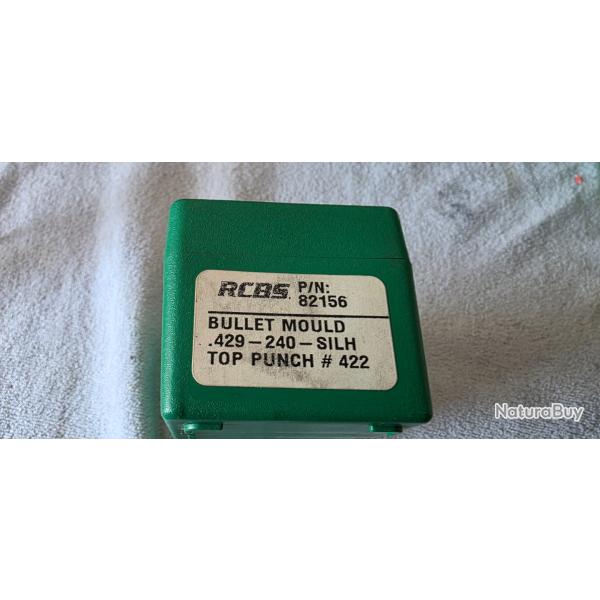 RCBS. P/N:
82156
BULLET MOULD
.429-240-SILH
TOP PUNCH # 422
NaturaBuy